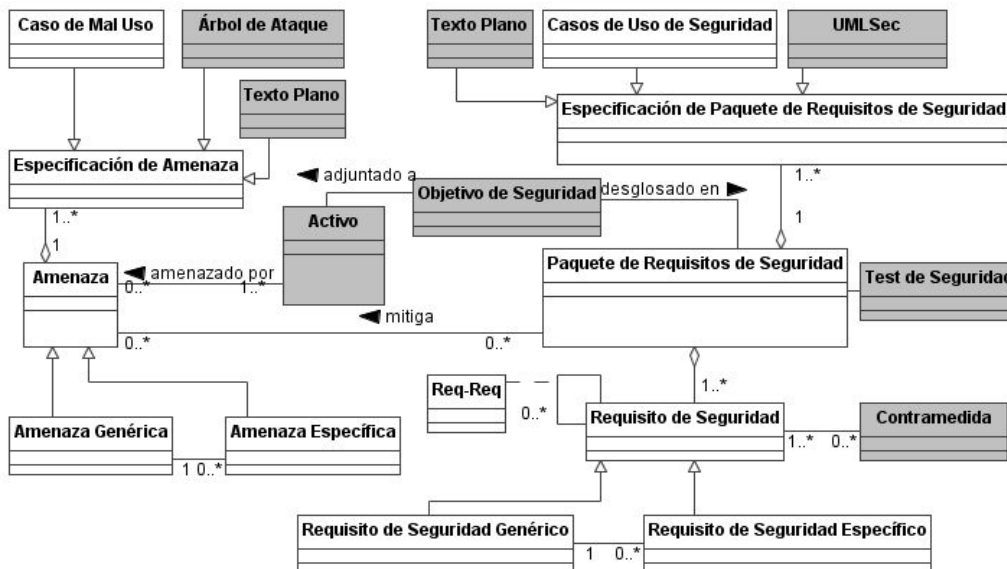 Caso de Mal Uso
Árbol de Ataque
Texto Plano
Casos de Uso de Seguridad
UMLSec
Texto Plano
Especificación de Paquete de Requisitos de Seguridad
Especificación de Amenaza
adjuntado a
Objetivo de Seguridad
desglosado en
1..*
1..*
1
Activo
1
Amenaza
amenazado por
0..*
1..*
Paquete de Requisitos de Seguridad
Test de Seguridad
mitiga
0..*
0..*
1..*
Req-Req
0..*
Requisito de Seguridad
1..*
0..*
Contramedida
Amenaza Genérica
1
0..*
Amenaza Específica
Requisito de Seguridad Genérico
1
0..*
Requisito de Seguridad Específico